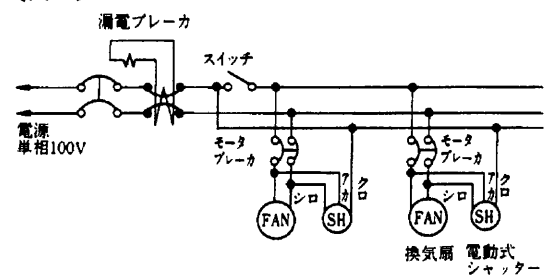 漏電ブレーカ
スイッチ
電源
単相100V
モータ
ブレーカ
アカ
クロ
シロ
FAN
SH
モータ
ブレーカ
アカ
クロ
シロ
FAN
SH
換気扇
電動式
シャッター